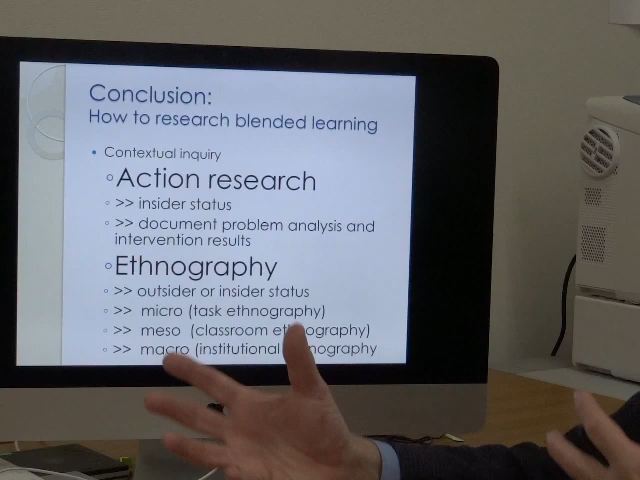 Conclusion:
How to research blended learning
• Contextual inquiry
◦Action research
◦ >> insider status
◦ >> document problem analysis and
intervention results
◦Ethnography
◦ >> outsider or insider status
◦ >> micro (task ethnography)
◦ >> meso (classroom
◦ >> macro (institutional